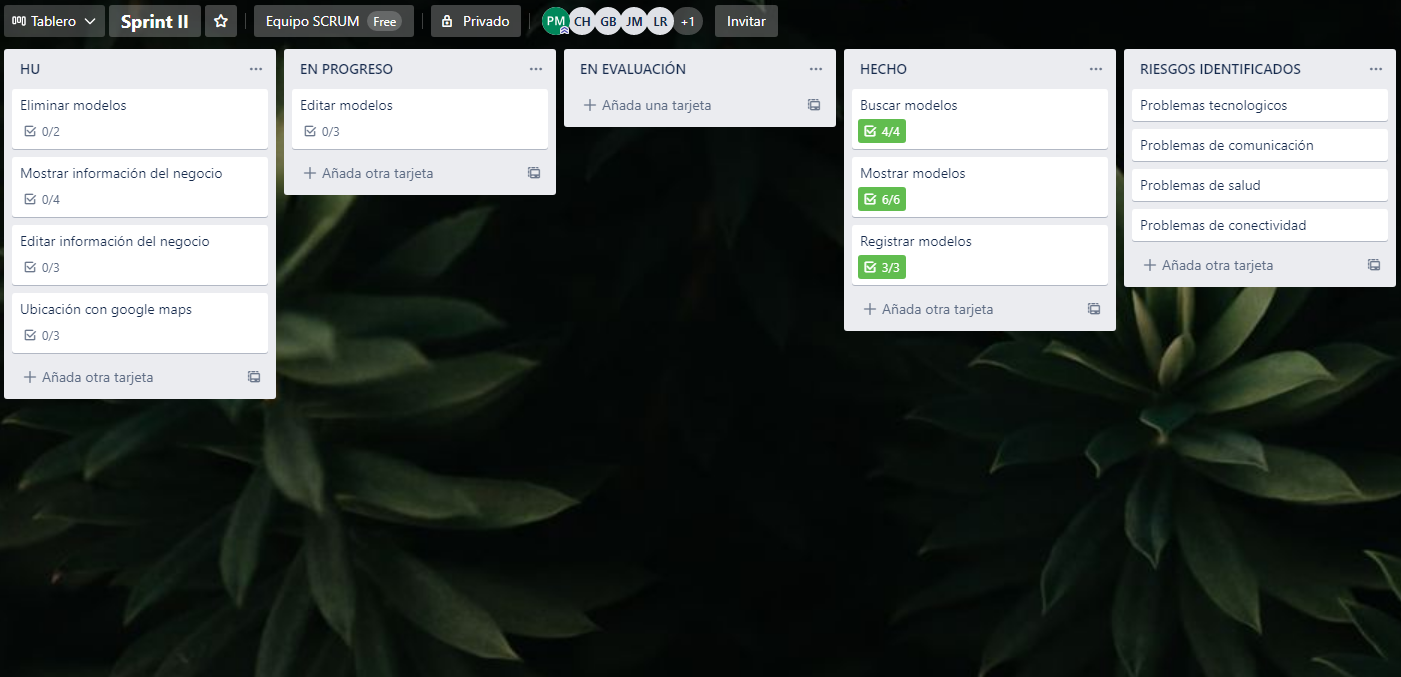 Tablero
Sprint II
Equipo SCRUM Free
Privado
PM CH GB JM LR +1
Invitar
HU
Eliminar modelos
0/2
Mostrar información del negocio
0/4
Editar información del negocio
0/3
Ubicación con google maps
0/3
Añada otra tarjeta
EN PROGRESO
Editar modelos
0/3
Añada otra tarjeta
EN EVALUACIÓN
Añada una tarjeta
HECHO
Buscar modelos
4/4
Mostrar modelos
6/6
Registrar modelos
3/3
Añada otra tarjeta
RIESGOS IDENTIFICADOS
Problemas tecnologicos
Problemas de comunicación
Problemas de salud
Problemas de conectividad
Añada otra tarjeta